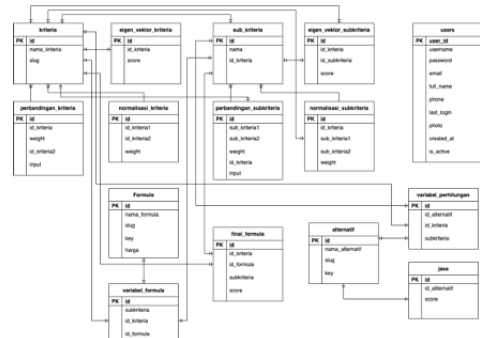 kriteria
PK id
nama_kriteria
slug
eigen_vektor_kriteria
PK id
id_kriteria
score
sub_kriteria
PK id
nama
id_kriteria
eigen_vektor_subkriteria
PK id
id_kriteria
id_subkriteria
score
users
PK user_id
username
password
email
full_name
phone
last_login
photo
created_at
is_active
perbandingan_kriteria
PK id
id_kriteria
weight
id_kriteria2
input
normalisasi_kriteria
PK id
id_kriteria1
id_kriteria2
weight
perbandingan_subkriteria
PK id
sub_kriteria1
sub_kriteria2
weight
id_kriteria
input
normalisasi_subkriteria
PK id
id_kriteria
sub_kriteria1
sub_kriteria2
weight
Formula
PK id
nama_formula
slug
key
harga
final_formula
PK id
id_kriteria
id_formula
subkriteria
score
alternatif
PK id
nama_alternatif
slug
key
variabel_perhitungan
PK id
id_alternatif
id_kriteria
subkriteria
jasa
PK id
id_alternatif
score
variabel_formula
PK id
subkriteria
id_kriteria
id_formula